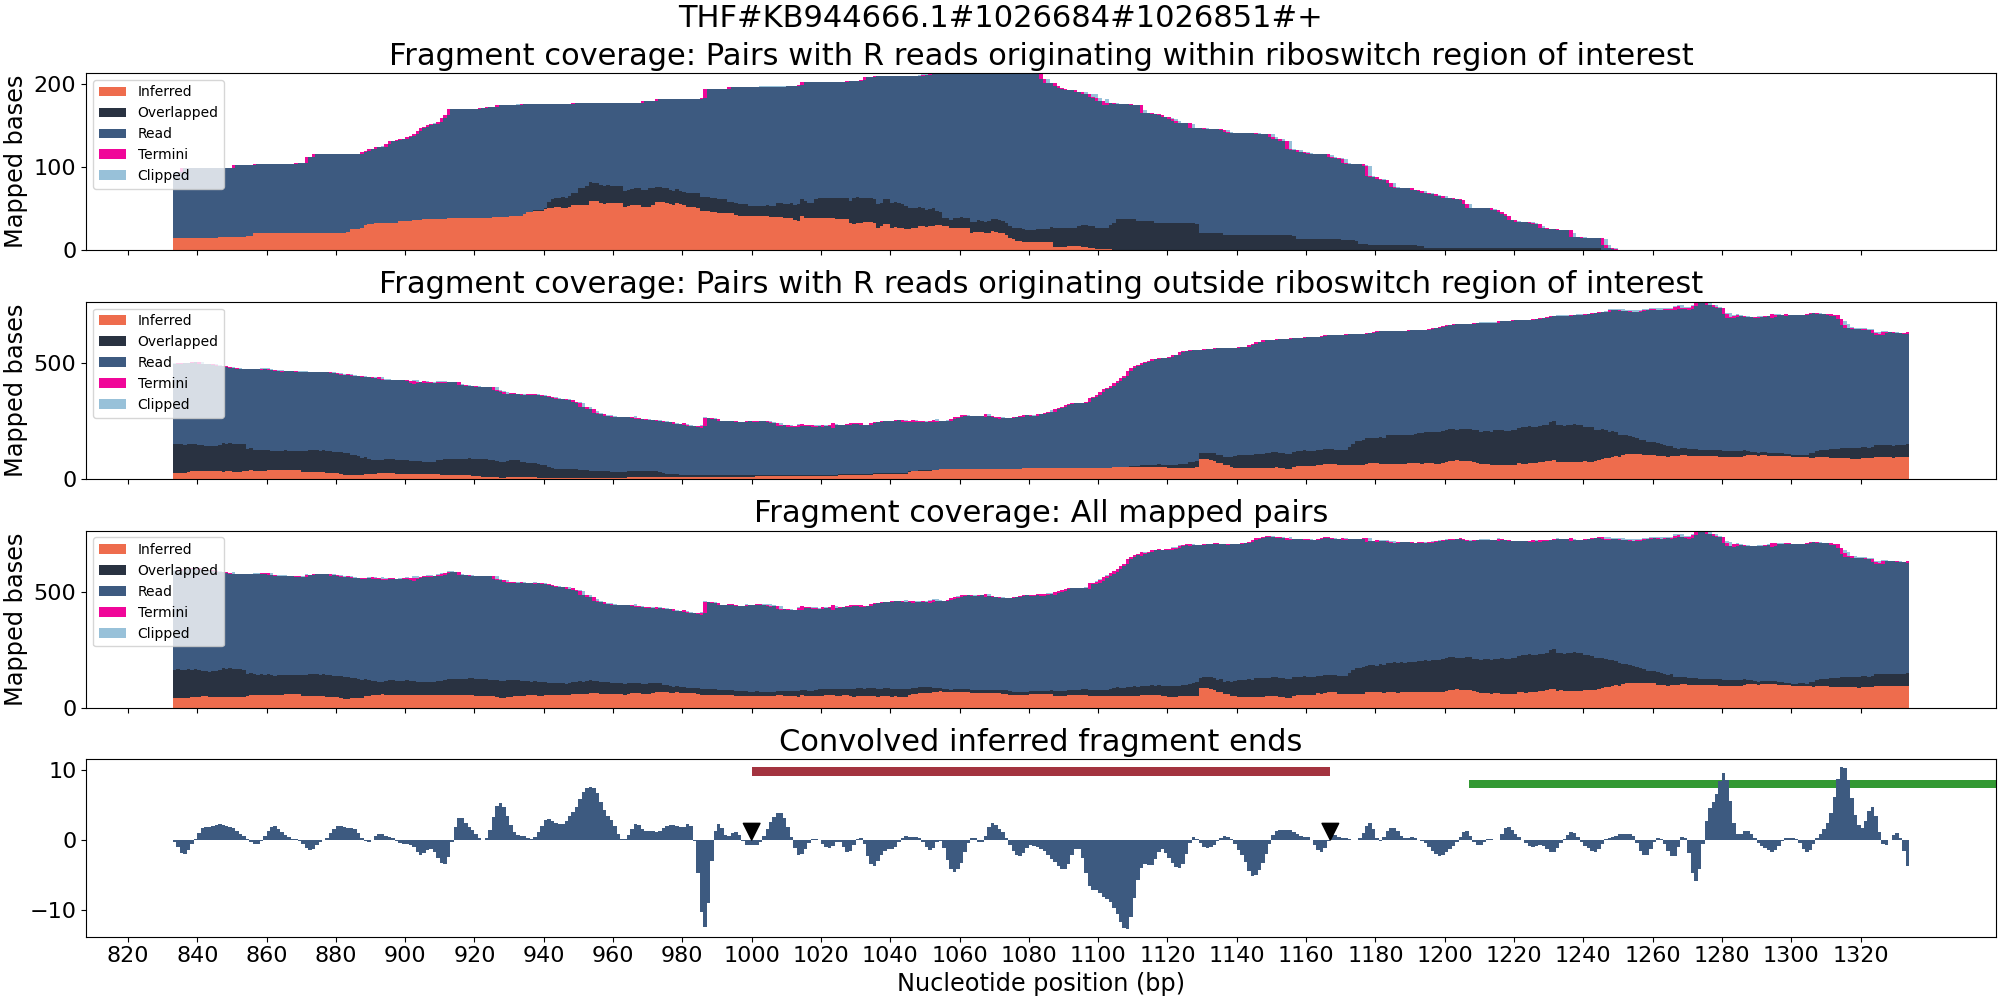 THF#KB944666.1#1026684#1026851#+
Fragment coverage: Pairs with R reads originating within riboswitch region of interest
Mapped bases
200
100
0
Inferred
Overlapped
Read
Termini
Clipped
Fragment coverage: Pairs with R reads originating outside riboswitch region of interest
Mapped bases
500
0
Inferred
Overlapped
Read
Termini
Clipped
Fragment coverage: All mapped pairs
Mapped bases
500
0
Inferred
Overlapped
Read
Termini
Clipped
Convolved inferred fragment ends
10
0
−10
820 840 860 880 900 920 940 960 980 1000 1020 1040 1060 1080 1100 1120 1140 1160 1180 1200 1220 1240 1260 1280 1300 1320
Nucleotide position (bp)